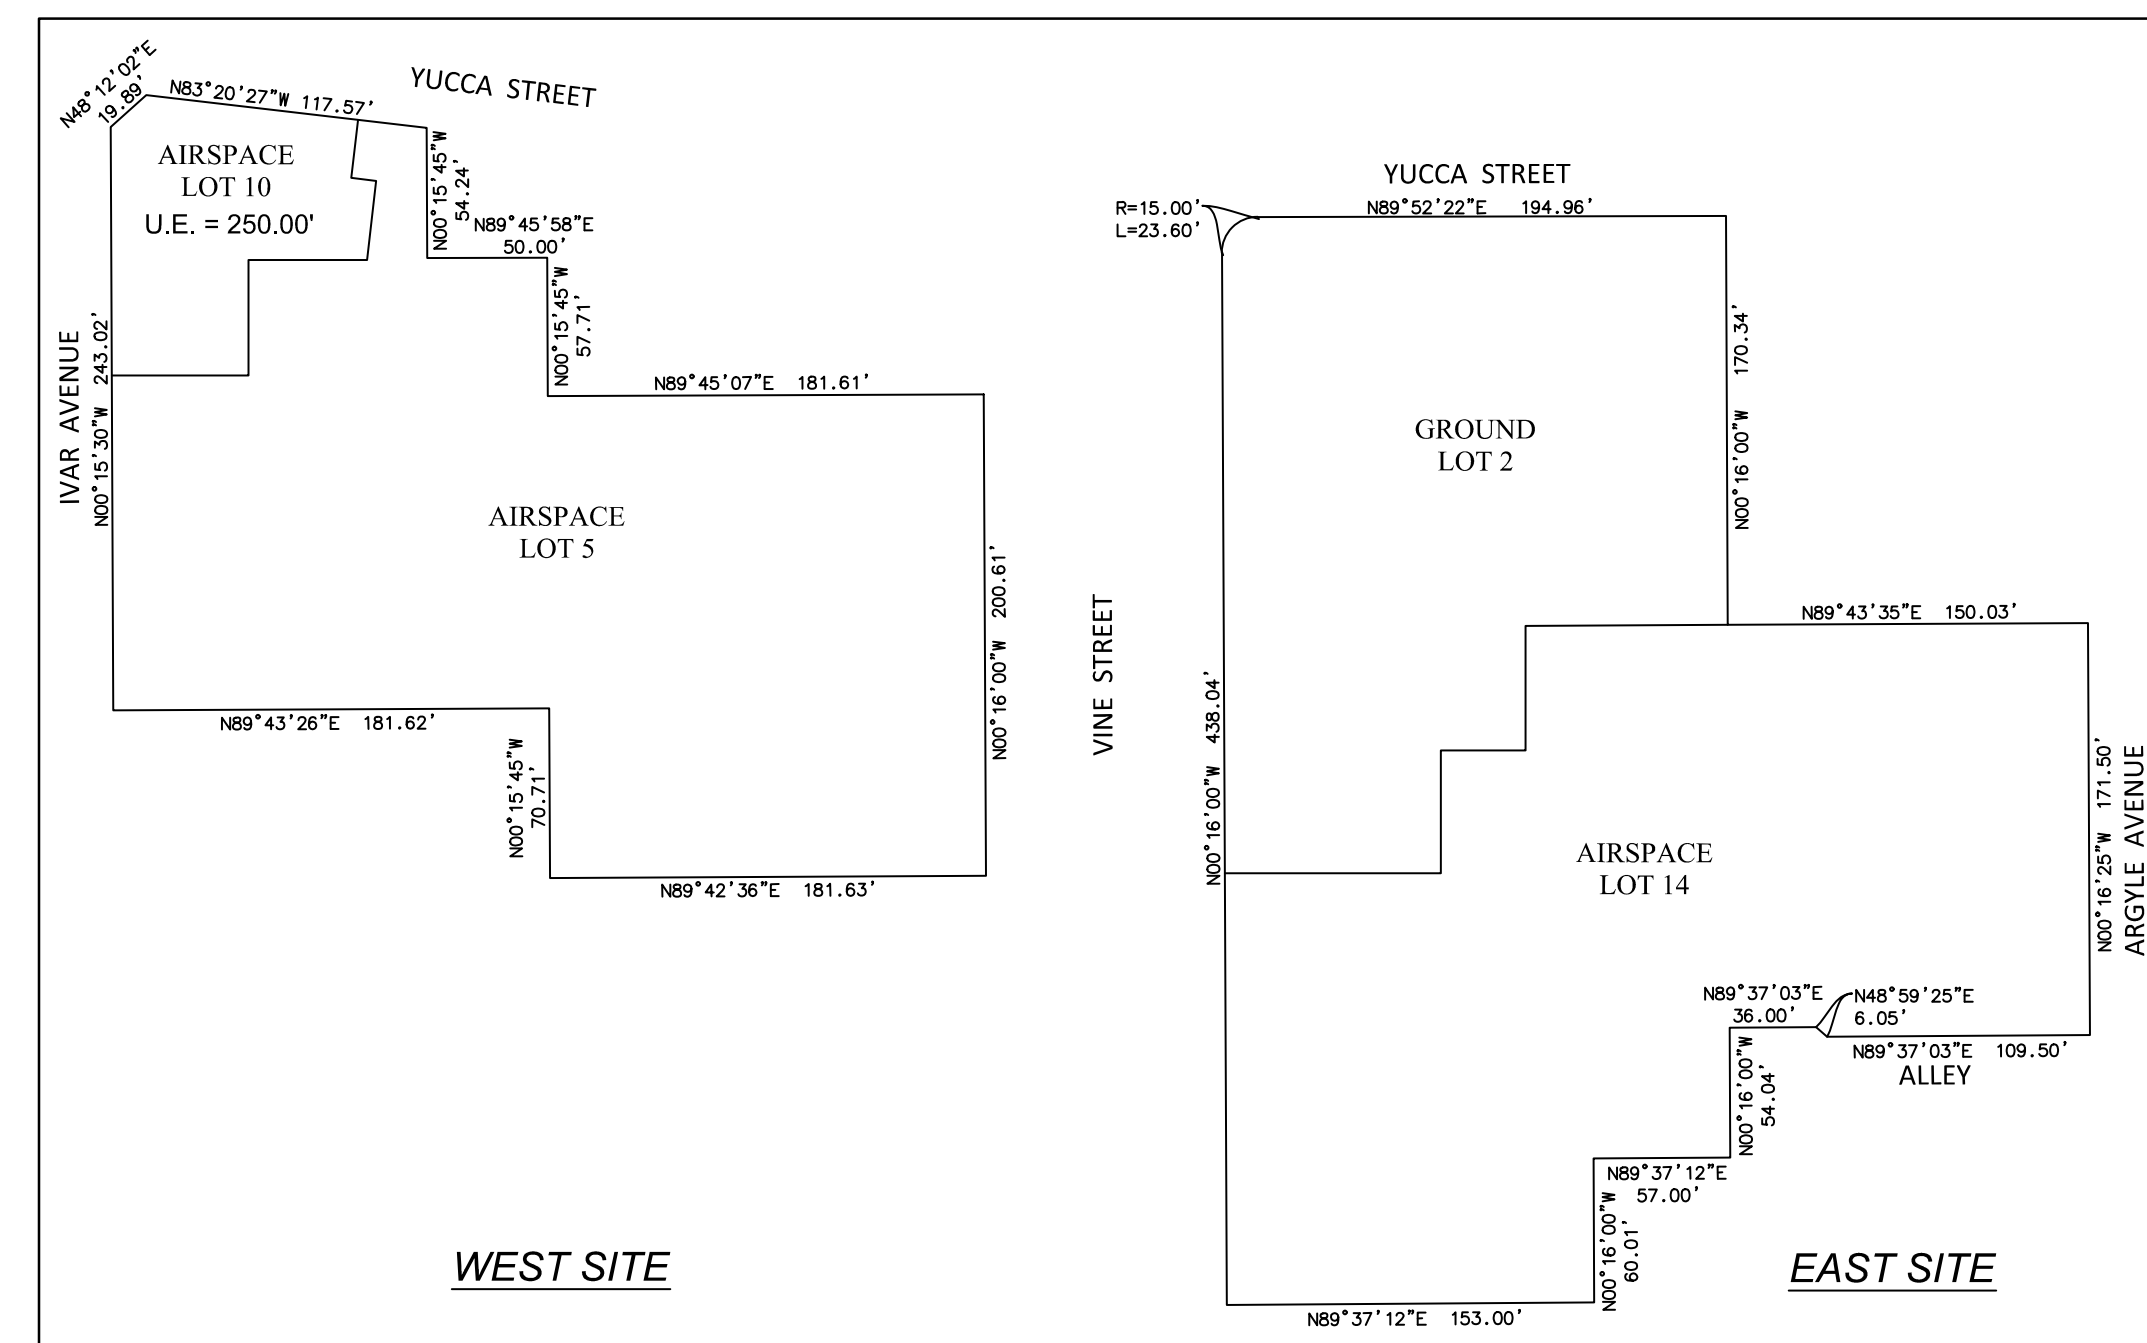 N48°12'02"E
19.89'
N83°20'27"W 117.57'
YUCCA STREET
AIRSPACE
LOT 10
U.E. = 250.00'
N00°15'45"W
54.24'
N89°45'58"E
50.00'
N00°15'45"W
57.71'
IVAR AVENUE
N00°15'30"W 243.02'
N89°45'07"E 181.61'
AIRSPACE
LOT 5
N00°16'00"W 200.61'
N89°43'26"E 181.62'
N00°15'45"W
70.71'
N89°42'36"E 181.63'
WEST SITE
YUCCA STREET
R=15.00'
L=23.60'
N89°52'22"E 194.96'
N00°16'00"W 170.34'
GROUND
LOT 2
VINE STREET
N00°16'00"W 438.04'
N89°43'35"E 150.03'
AIRSPACE
LOT 14
N00°16'25"W 171.50'
ARGYLE AVENUE
N89°37'03"E
36.00'
N48°59'25"E
6.05'
N89°37'03"E 109.50'
ALLEY
N00°16'00"W
54.04'
N89°37'12"E
57.00'
N00°16'00"W
60.01'
N89°37'12"E 153.00'
EAST SITE